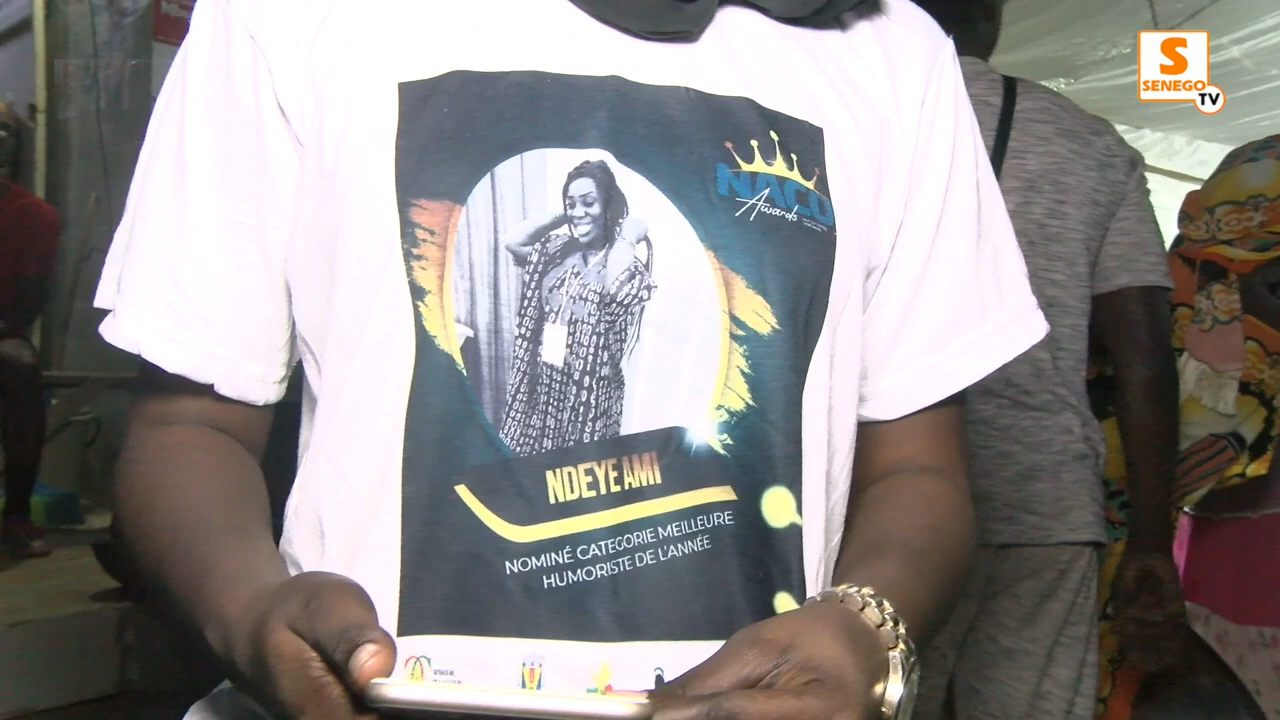 S
SENEGO
TV
NACO
Awards
NDEYE AMI
NOMINÉ CATEGORIE MEILLEURE
HUMORISTE DE L'ANNÉE